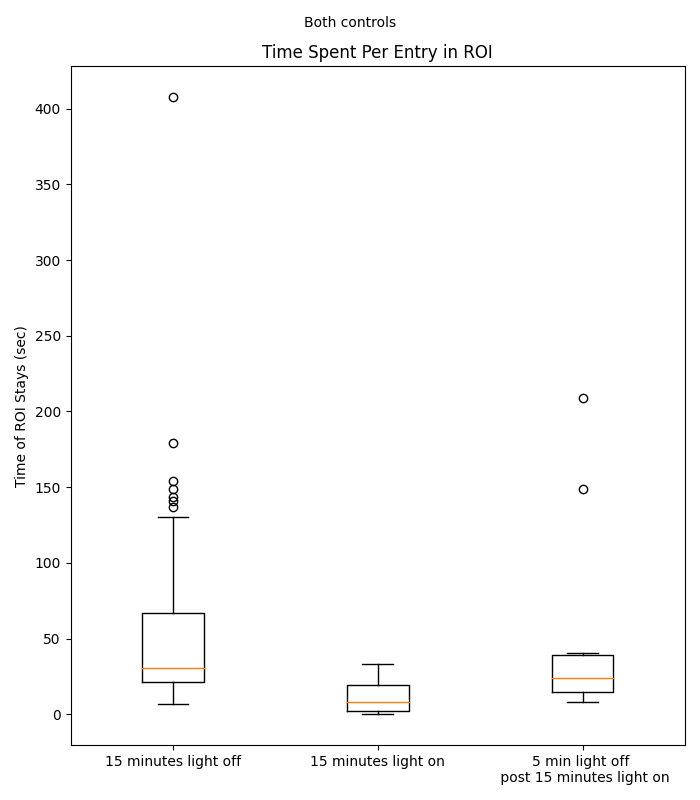 Both controls
Time Spent Per Entry in ROI
Time of ROI Stays (sec)
400
350
300
250
200
150
100
50
0
15 minutes light off
15 minutes light on
5 min light off
post 15 minutes light on